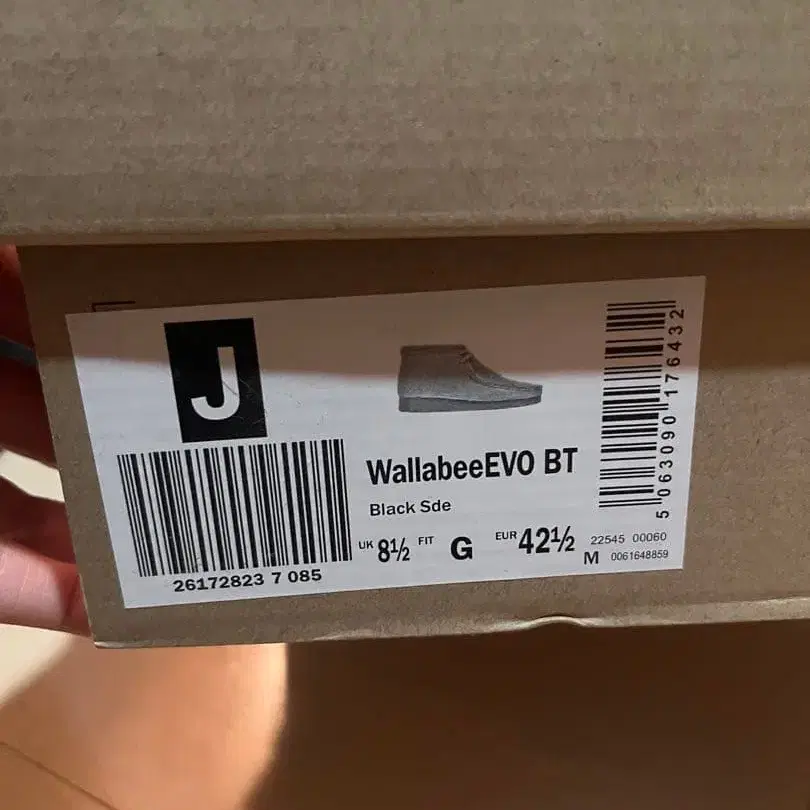 J
26172823 7 085
WallabeeEVO BT
Black Sde
UK 8½ FIT G EUR 42½
22545 00060
M 0061648859
5 063090 176432